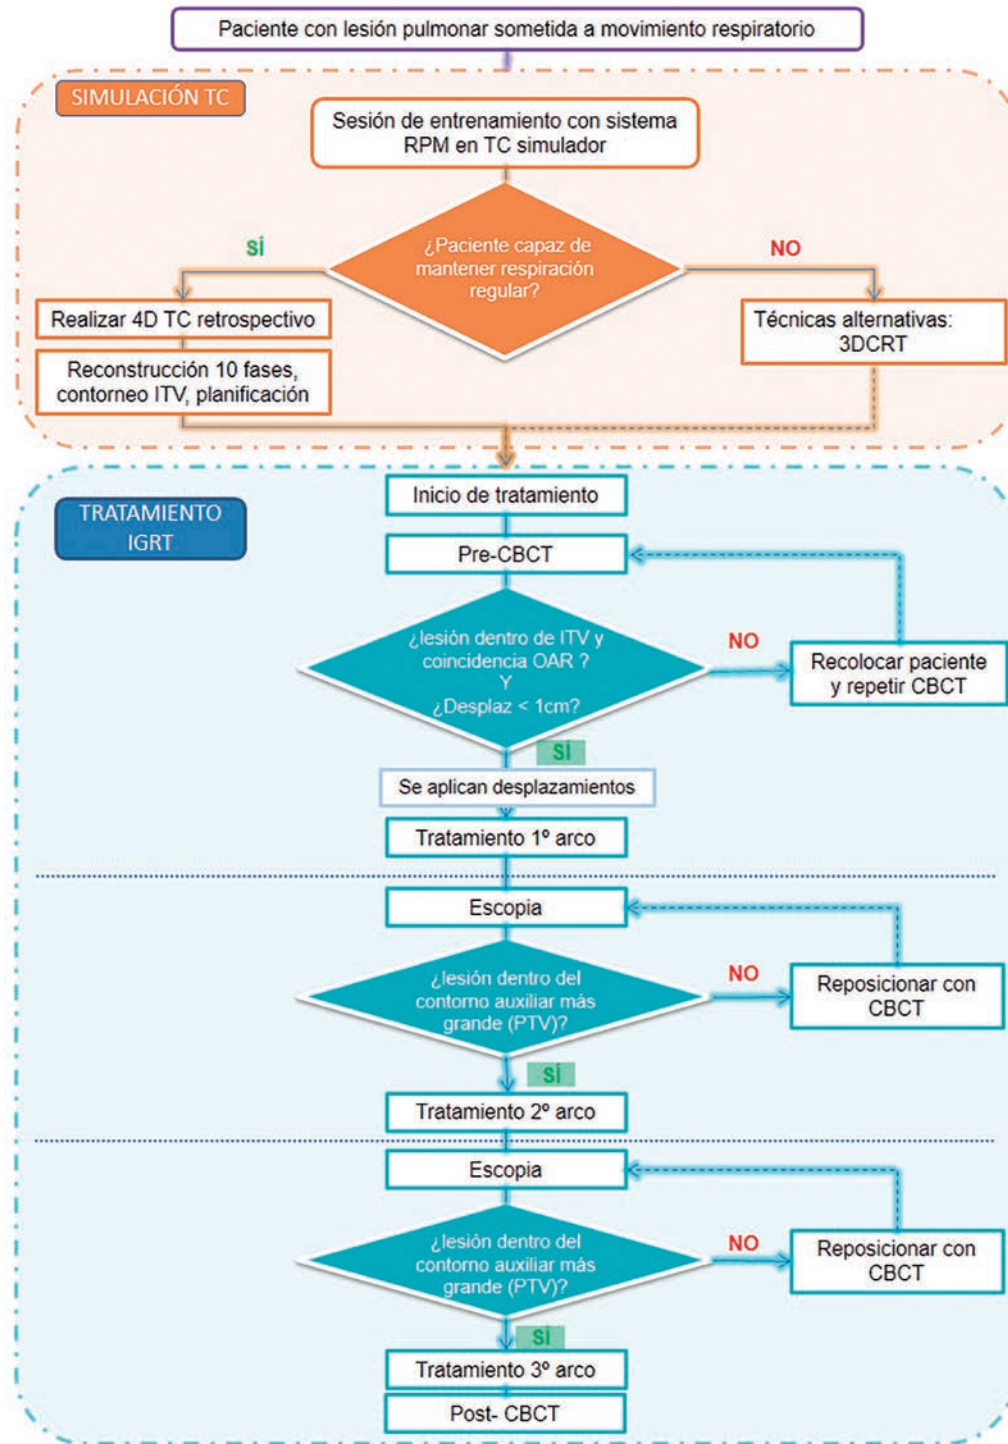 Paciente con lesión pulmonar sometida a movimiento respiratorio
SIMULACIÓN TC
Sesión de entrenamiento con sistema
RPM en TC simulador
¿Paciente capaz de
mantener respiración
regular?
SÍ
NO
Realizar 4D TC retrospectivo
Técnicas alternativas:
3DCRT
Reconstrucción 10 fases,
contorneo ITV, planificación
TRATAMIENTO
IGRT
Inicio de tratamiento
Pre-CBCT
¿lesión dentro de ITV y
coincidencia OAR ?
Y
¿Desplaz < 1cm?
NO
Recolocar paciente
y repetir CBCT
SÍ
Se aplican desplazamientos
Tratamiento 1º arco
Escopia
¿lesión dentro del
contorno auxiliar más
grande (PTV)?
NO
Reposicionar con
CBCT
SÍ
Tratamiento 2º arco
Escopia
¿lesión dentro del
contorno auxiliar más
grande (PTV)?
NO
Reposicionar con
CBCT
SÍ
Tratamiento 3º arco
Post- CBCT